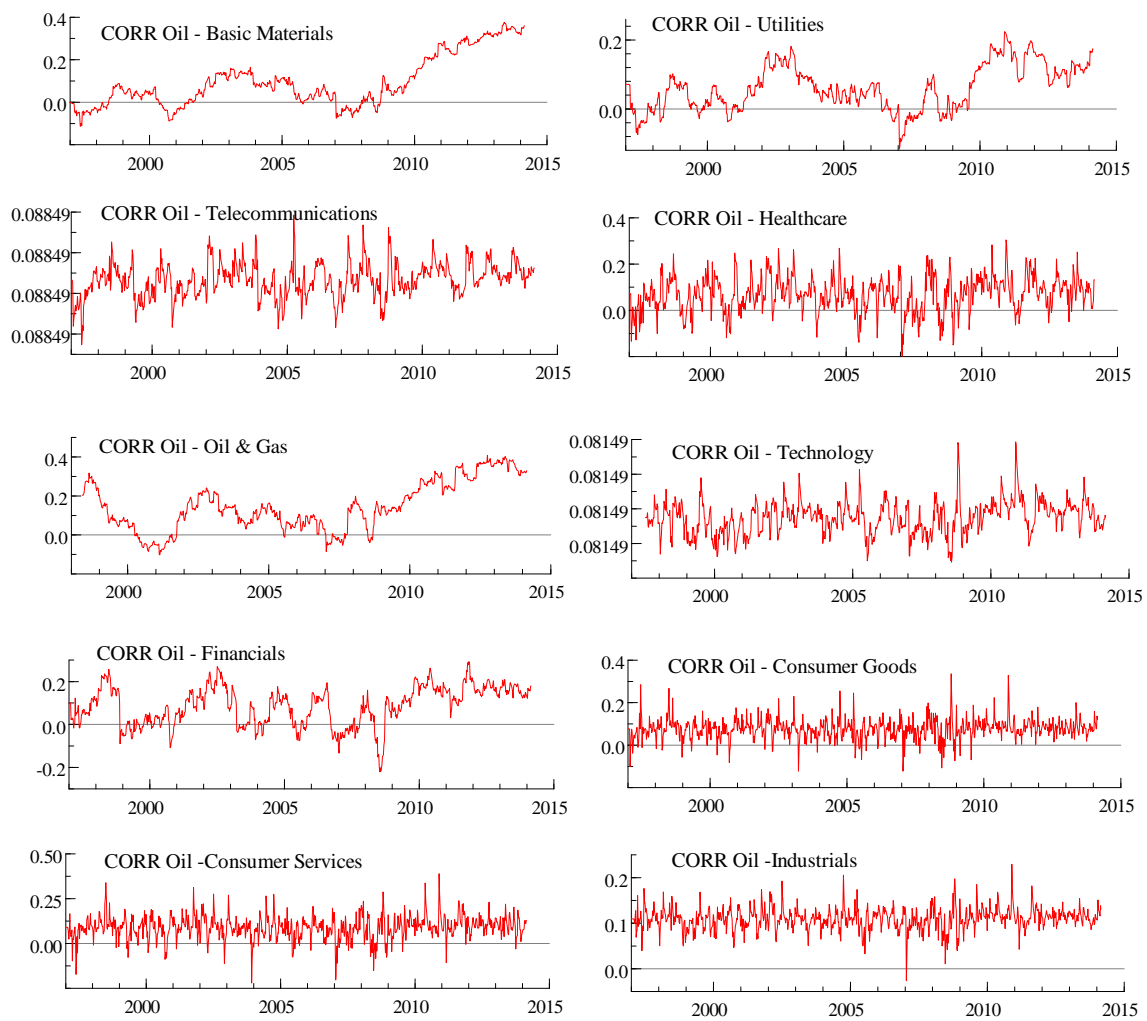 CORR Oil - Basic Materials
0.4
0.2
0.0
2000 2005 2010 2015
CORR Oil - Utilities
0.2
0.0
2000 2005 2010 2015
CORR Oil - Telecommunications
0.08849
0.08849
0.08849
0.08849
2000 2005 2010 2015
CORR Oil - Healthcare
0.4
0.2
0.0
2000 2005 2010 2015
CORR Oil - Oil & Gas
0.4
0.2
0.0
2000 2005 2010 2015
CORR Oil - Technology
0.08149
0.08149
0.08149
0.08149
2000 2005 2010 2015
CORR Oil - Financials
0.2
0.0
-0.2
2000 2005 2010 2015
CORR Oil - Consumer Goods
0.4
0.2
0.0
2000 2005 2010 2015
CORR Oil -Consumer Services
0.50
0.25
0.00
2000 2005 2010 2015
CORR Oil -Industrials
0.2
0.1
0.0
2000 2005 2010 2015